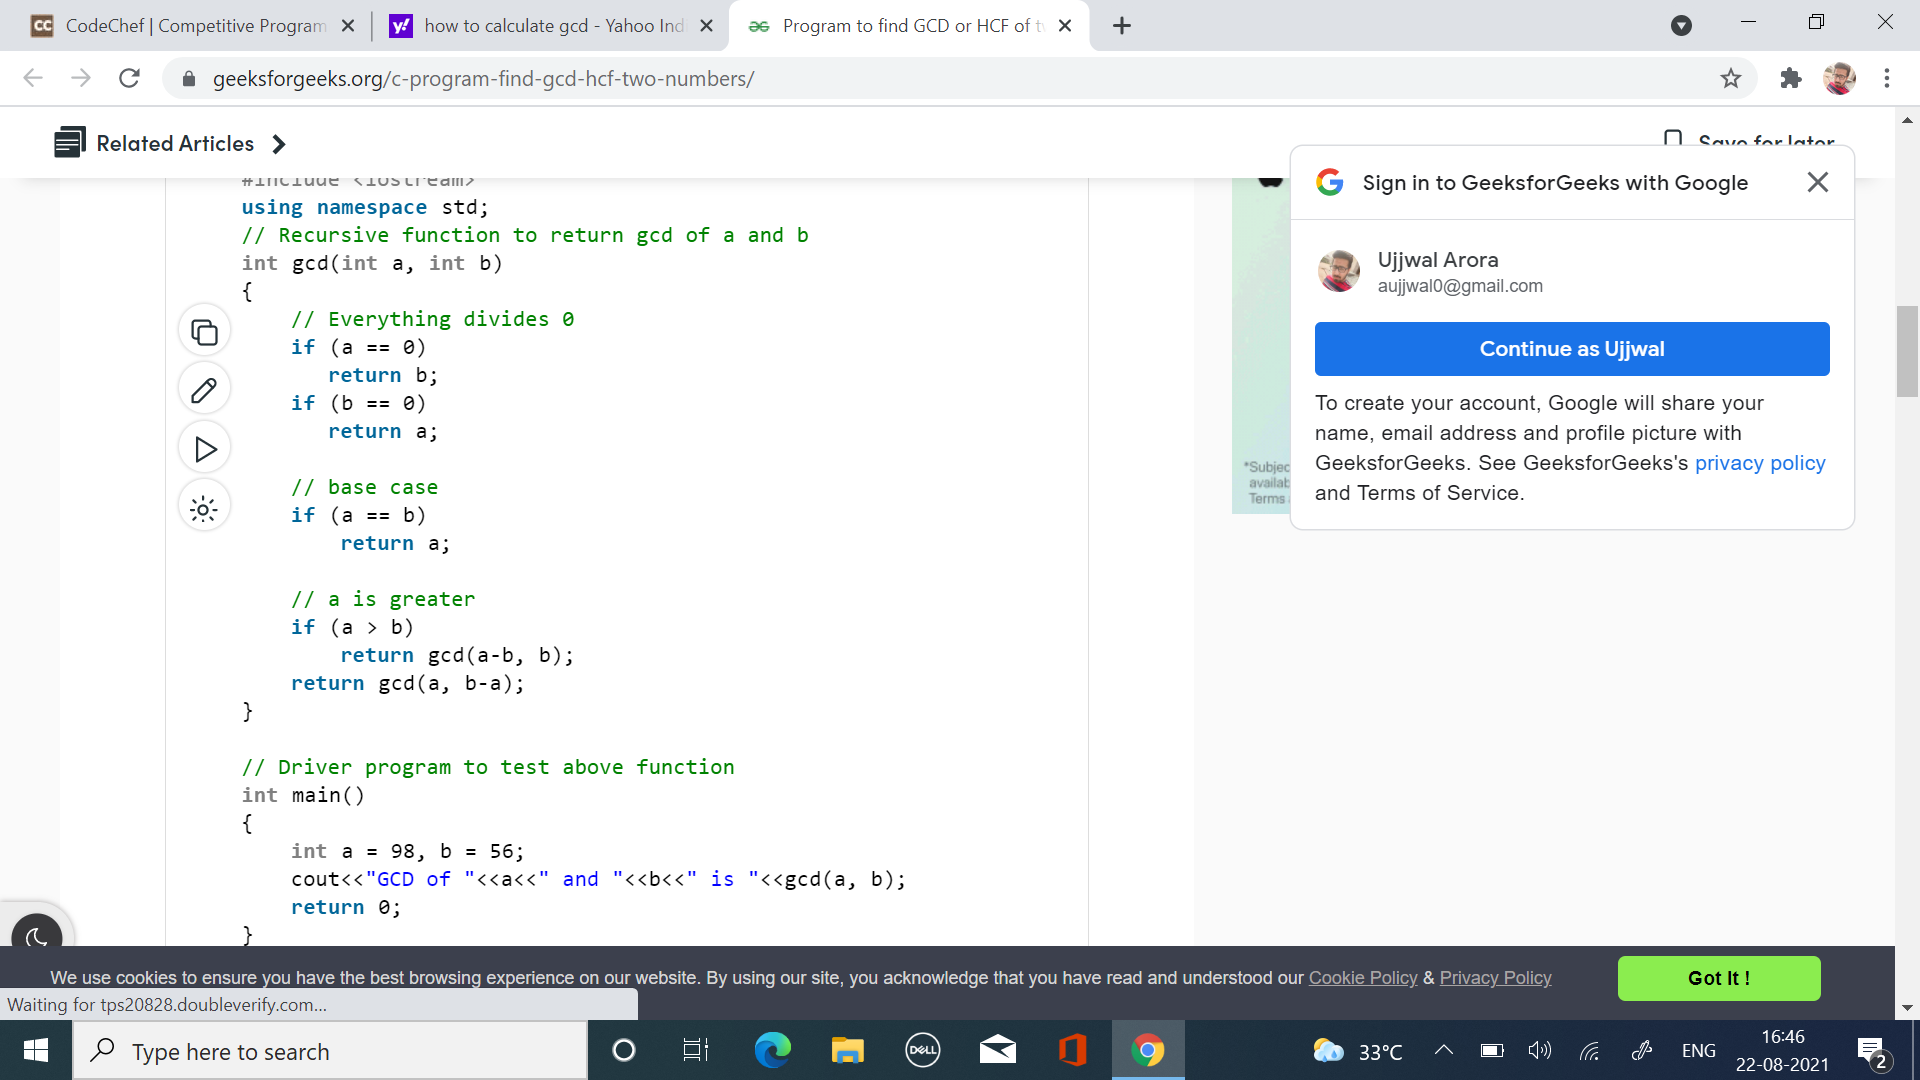 CodeChef | Competitive Program
how to calculate gcd - Yahoo Ind
Program to find GCD or HCF of t
geeksforgeeks.org/c-program-find-gcd-hcf-two-numbers/
Related Articles
Save for later
#include <iostream>
using namespace std;
// Recursive function to return gcd of a and b
int gcd(int a, int b)
{
// Everything divides 0
if (a == 0)
return b;
if (b == 0)
return a;
// base case
if (a == b)
return a;
// a is greater
if (a > b)
return gcd(a-b, b);
return gcd(a, b-a);
}
// Driver program to test above function
int main()
{
int a = 98, b = 56;
cout<<"GCD of "<<a<<" and "<<b<<" is "<<gcd(a, b);
return 0;
}
*Subjec
availab
Terms
Sign in to GeeksforGeeks with Google
Ujjwal Arora
aujjwal0@gmail.com
Continue as Ujjwal
To create your account, Google will share your
name, email address and profile picture with
GeeksforGeeks. See GeeksforGeeks's privacy policy
and Terms of Service.
We use cookies to ensure you have the best browsing experience on our website. By using our site, you acknowledge that you have read and understood our Cookie Policy & Privacy Policy
Got It !
Waiting for tps20828.doubleverify.com...
Type here to search
DELL
33°C
ENG
16:46
22-08-2021
2